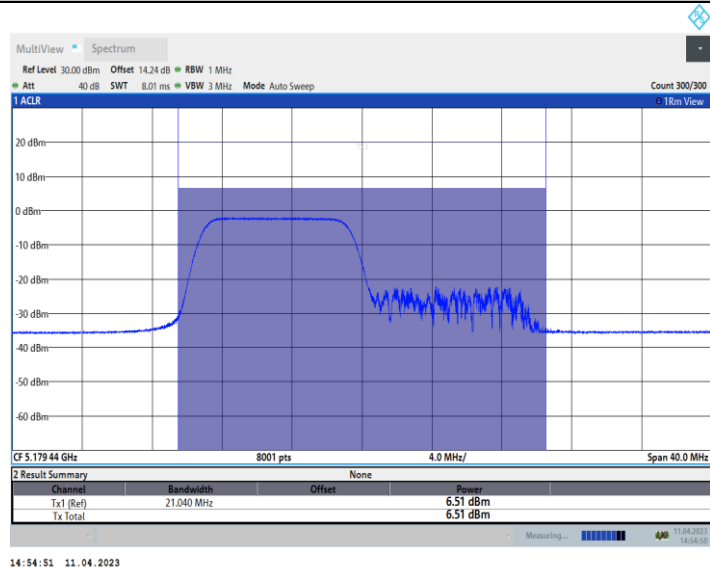 MultiView Spectrum
Ref Level 30.00 dBm Offset 14.24 dB RBW 1 MHz
Att 40 dB SWT 8.01 ms VBW 3 MHz Mode Auto Sweep Count 300/300
1 ACLR 1Rm View
20 dBm
10 dBm
0 dBm
-10 dBm
-20 dBm
-30 dBm
-40 dBm
-50 dBm
-60 dBm
CF 5.179 44 GHz 8001 pts 4.0 MHz/ Span 40.0 MHz
2 Result Summary None
Channel Bandwidth Offset Power
Tx1 (Ref) 21.040 MHz 6.51 dBm
Tx Total 6.51 dBm
Measuring... 11.04.2023
14:54:50
14:54:51 11.04.2023